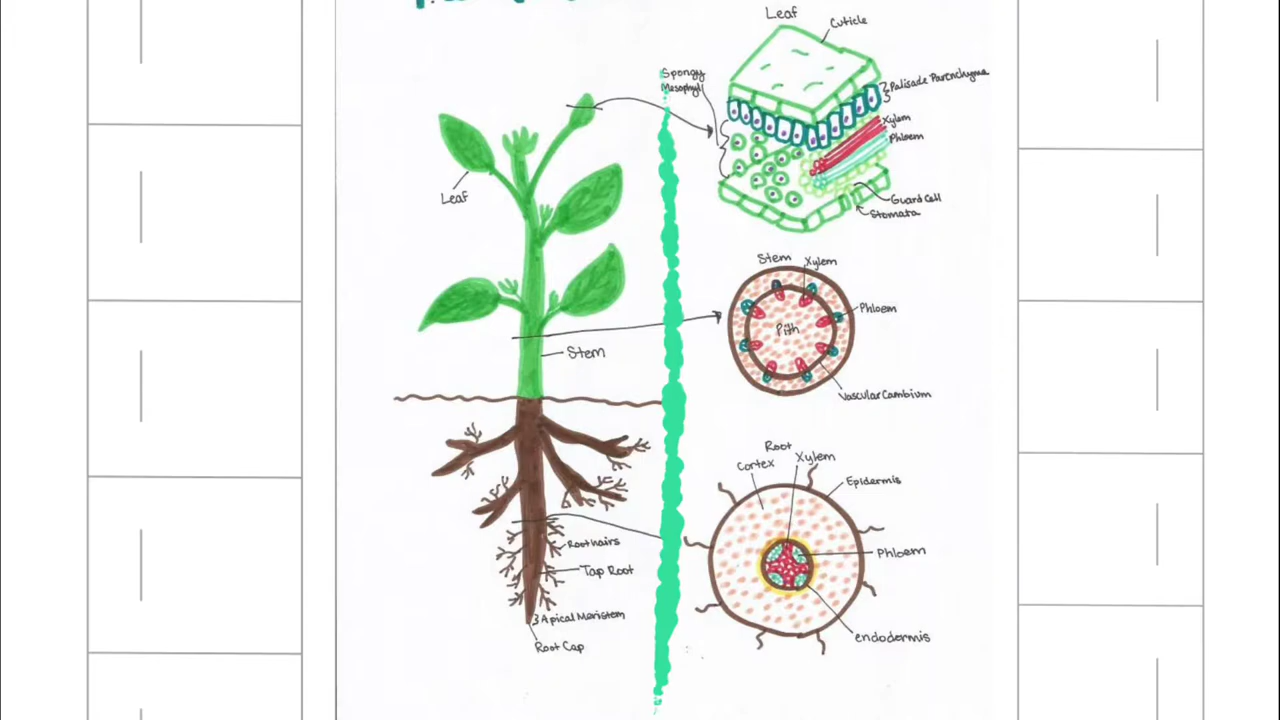 Leaf
Cuticle
Spongy
Mesophyll
Palisade Parenchyma
Xylem
Phloem
Guard Cell
Stomata
Leaf
Stem
Xylem
Phloem
Pith
Stem
Vascular Cambium
Root
Cortex
Xylem
Epidermis
Root hairs
Phloem
Tap Root
Apical Meristem
endodermis
Root Cap